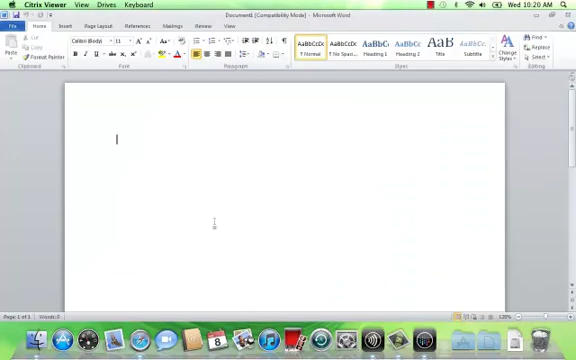 Citrix Viewer View Drives Keyboard Wed 10:20 AM
Document1 [Compatibility Mode] - Microsoft Word
File Home Insert Page Layout References Mailings Review View
Cut
Copy
Format Painter
Paste
Clipboard
Calibri (Body) 11
Font
Paragraph
AaBbCcDc AaBbCcDc AaBbC AaBbCc AaB AaBbCc
¶ Normal ¶ No Spaci... Heading 1 Heading 2 Title Subtitle
Styles
Change
Styles
Find
Replace
Select
Editing
Page: 1 of 1 Words: 0 120%
8